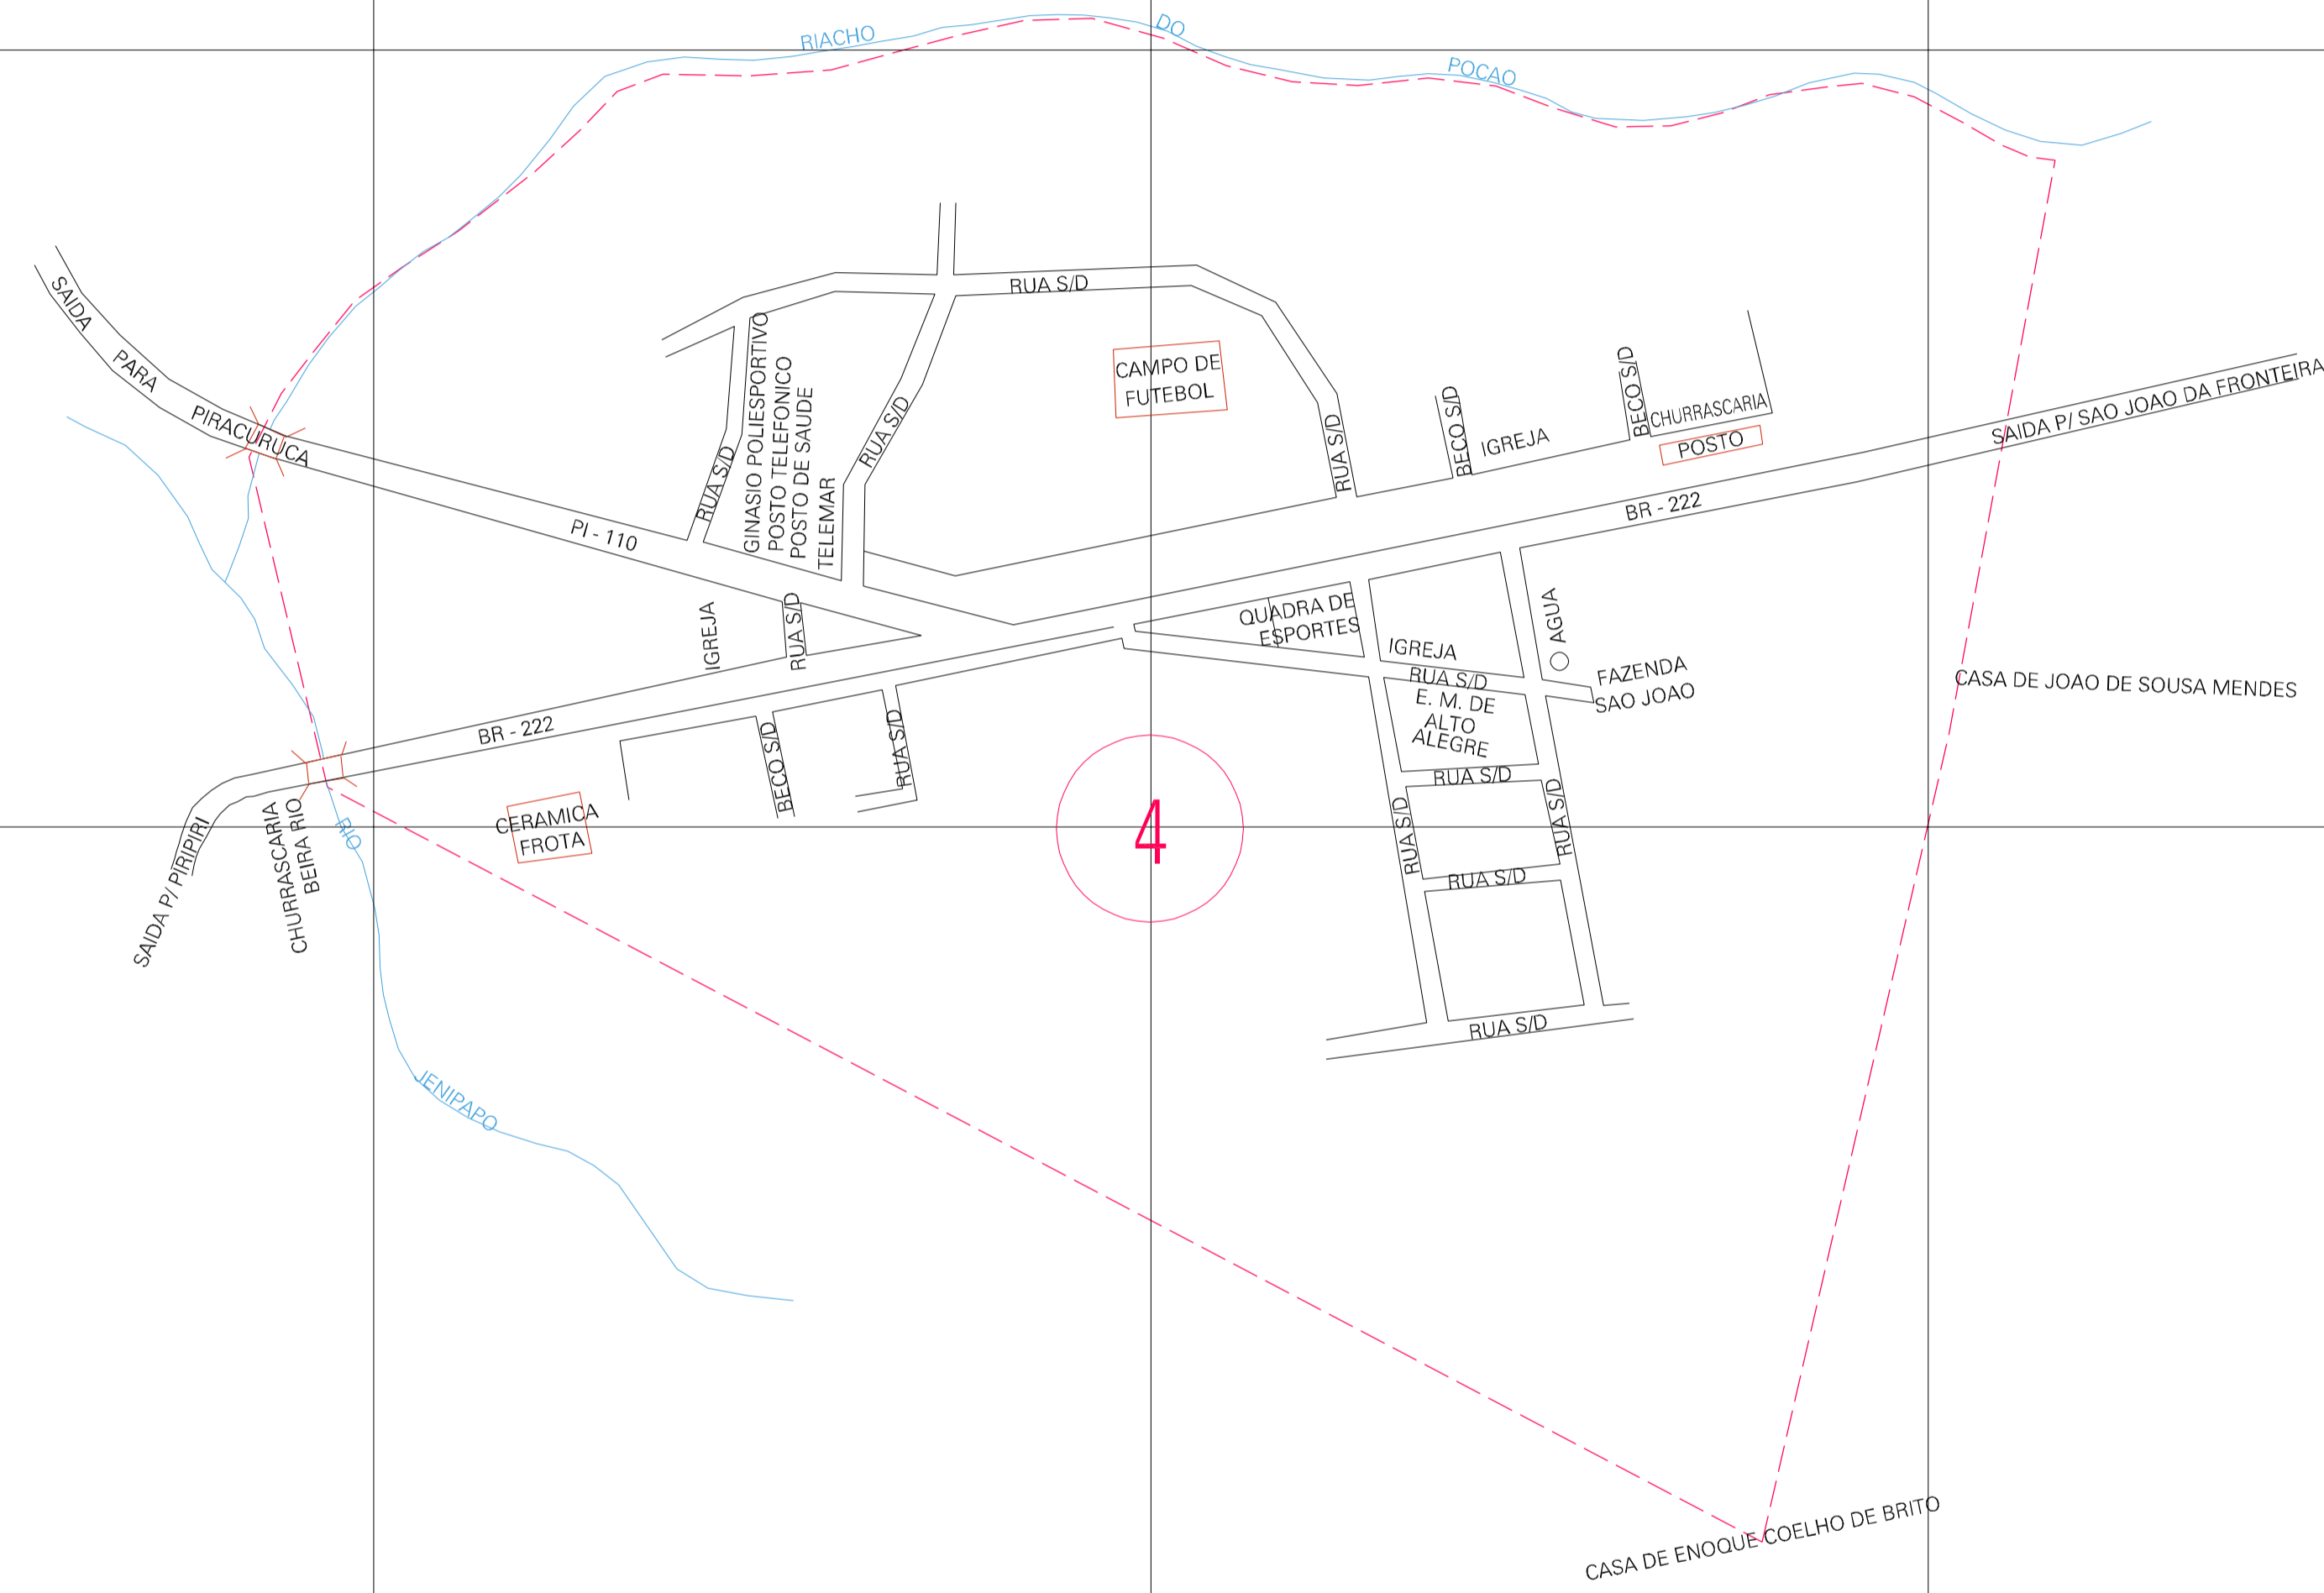 RIACHO
DO
POCAO
SAIDA
PARA
PIRACURUCA
RUA S/D
CAMPO DE
FUTEBOL
GINASIO POLIESPORTIVO
POSTO TELEFONICO
POSTO DE SAUDE
TELEMAR
RUA S/D
RUA S/D
RUA S/D
BECO S/D
IGREJA
BECO S/D
CHURRASCARIA
POSTO
SAIDA P/ SAO JOAO DA FRONTEIRA
BR - 222
PI - 110
IGREJA
RUA S/D
QUADRA DE
ESPORTES
IGREJA
RUA S/D
AGUA
FAZENDA
SAO JOAO
CASA DE JOAO DE SOUSA MENDES
E. M. DE
ALTO
ALEGRE
BR - 222
BECO S/D
RUA S/D
RUA S/D
RUA S/D
RUA S/D
CERAMICA
FROTA
SAIDA P/ PIRIPIRI
CHURRASCARIA
BEIRA RIO
RIO
4
RUA S/D
RUA S/D
JENIPAPO
CASA DE ENOQUE COELHO DE BRITO